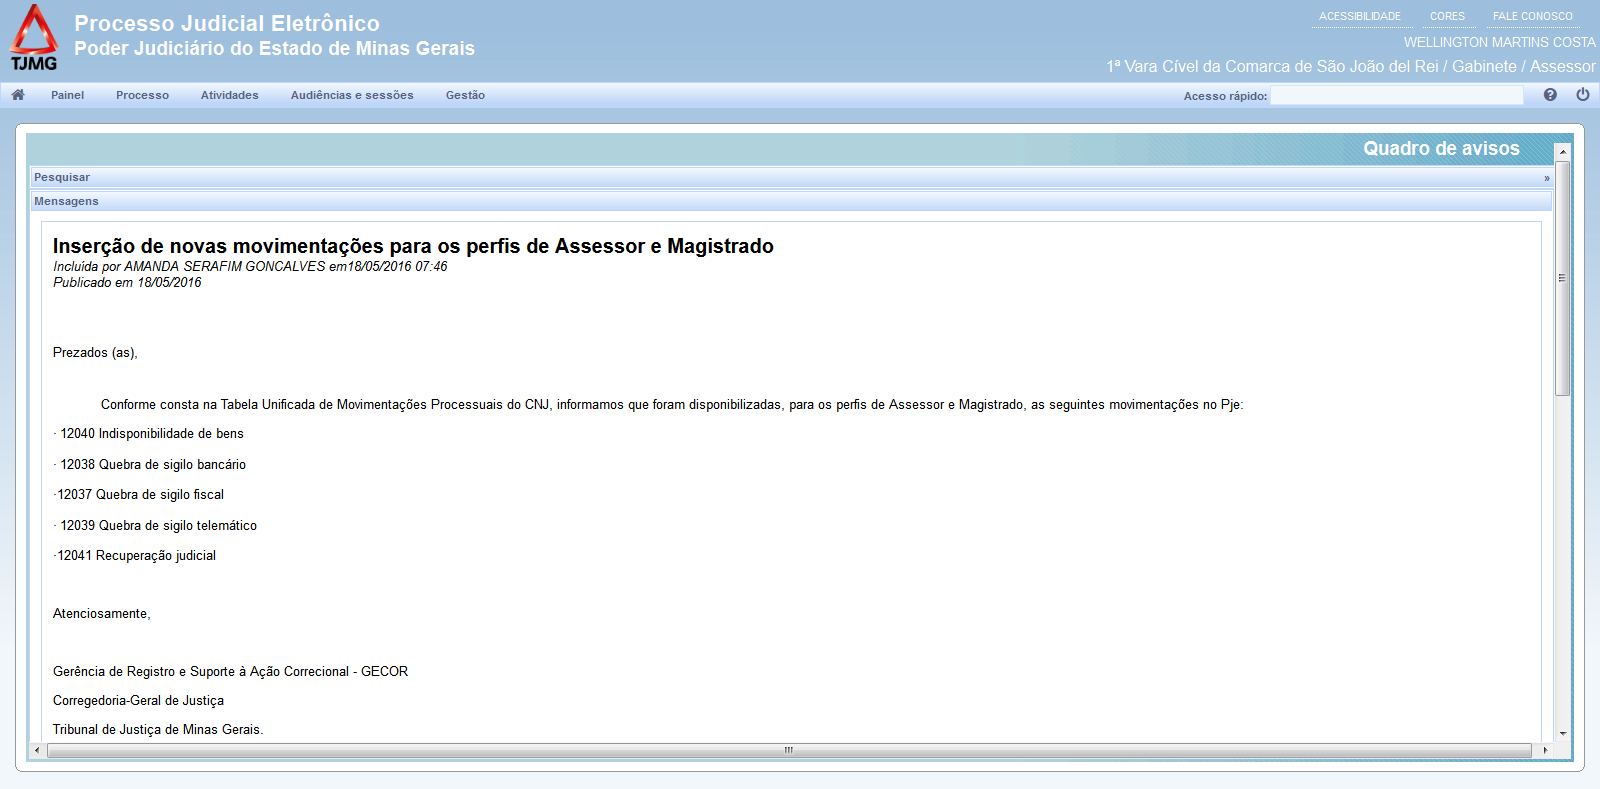 TJMG
Processo Judicial Eletrônico
Poder Judiciário do Estado de Minas Gerais
ACESSIBILIDADE CORES FALE CONOSCO
WELLINGTON MARTINS COSTA
1ª Vara Cível da Comarca de São João del Rei / Gabinete / Assessor
Painel Processo Atividades Audiências e sessões Gestão Acesso rápido:
Quadro de avisos
Pesquisar »
Mensagens
Inserção de novas movimentações para os perfis de Assessor e Magistrado
Incluída por AMANDA SERAFIM GONCALVES em18/05/2016 07:46
Publicado em 18/05/2016
Prezados (as),
Conforme consta na Tabela Unificada de Movimentações Processuais do CNJ, informamos que foram disponibilizadas, para os perfis de Assessor e Magistrado, as seguintes movimentações no Pje:
· 12040 Indisponibilidade de bens
· 12038 Quebra de sigilo bancário
·12037 Quebra de sigilo fiscal
· 12039 Quebra de sigilo telemático
·12041 Recuperação judicial
Atenciosamente,
Gerência de Registro e Suporte à Ação Correcional - GECOR
Corregedoria-Geral de Justiça
Tribunal de Justiça de Minas Gerais.